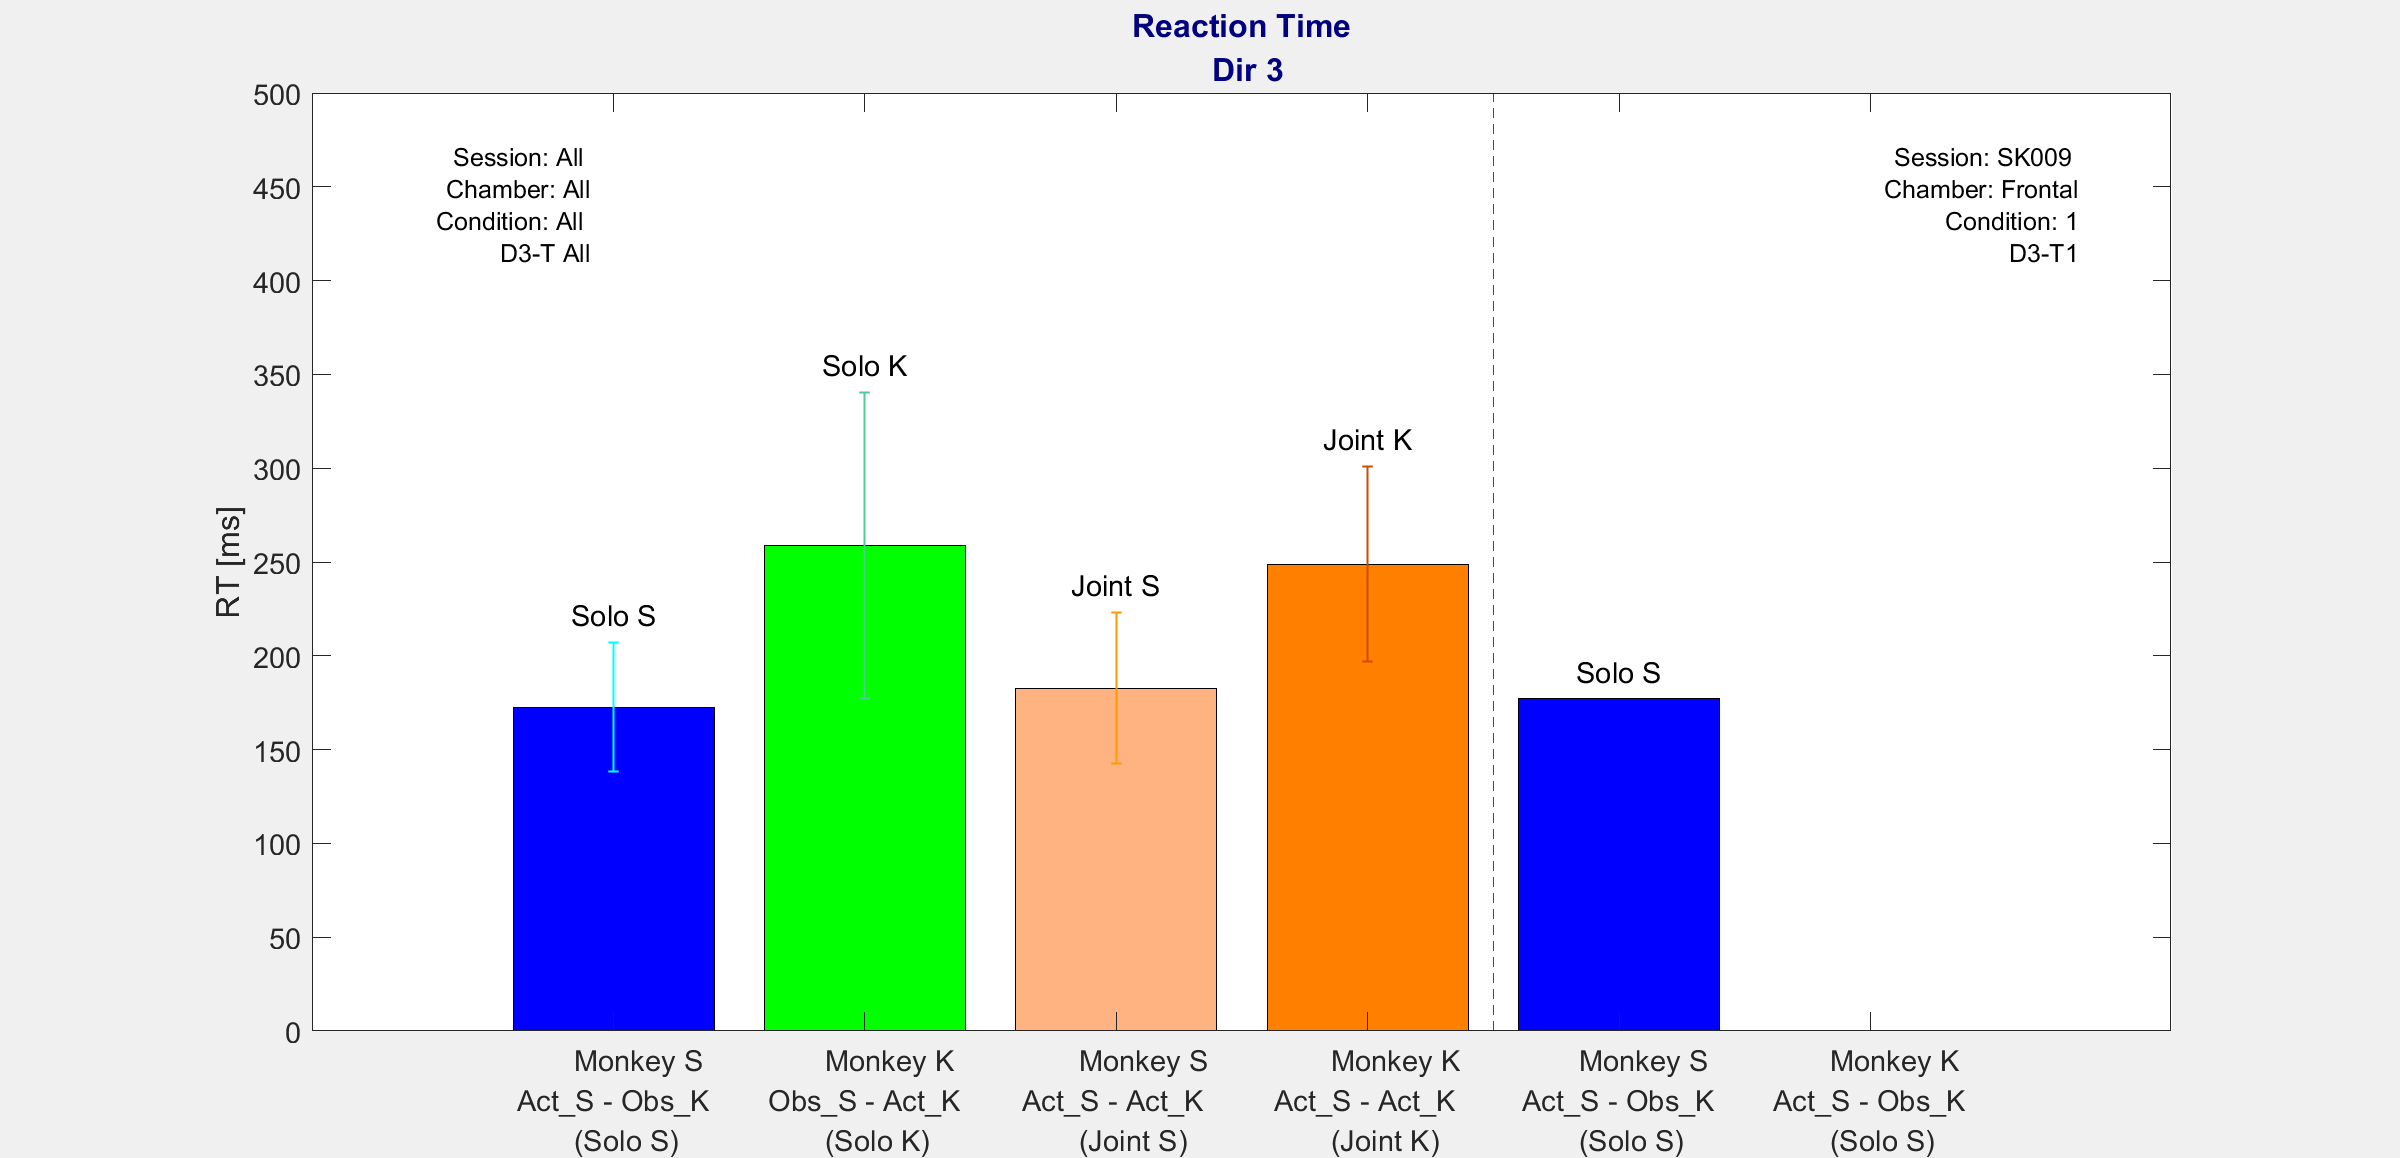 Reaction Time
Dir 3
500
450
400
350
300
250
200
150
100
50
0
RT [ms]
Session: All
Chamber: All
Condition: All
D3-T All
Session: SK009
Chamber: Frontal
Condition: 1
D3-T1
Solo S
Solo K
Joint S
Joint K
Solo S
Monkey S
Act_S - Obs_K
(Solo S)
Monkey K
Obs_S - Act_K
(Solo K)
Monkey S
Act_S - Act_K
(Joint S)
Monkey K
Act_S - Act_K
(Joint K)
Monkey S
Act_S - Obs_K
(Solo S)
Monkey K
Act_S - Obs_K
(Solo S)